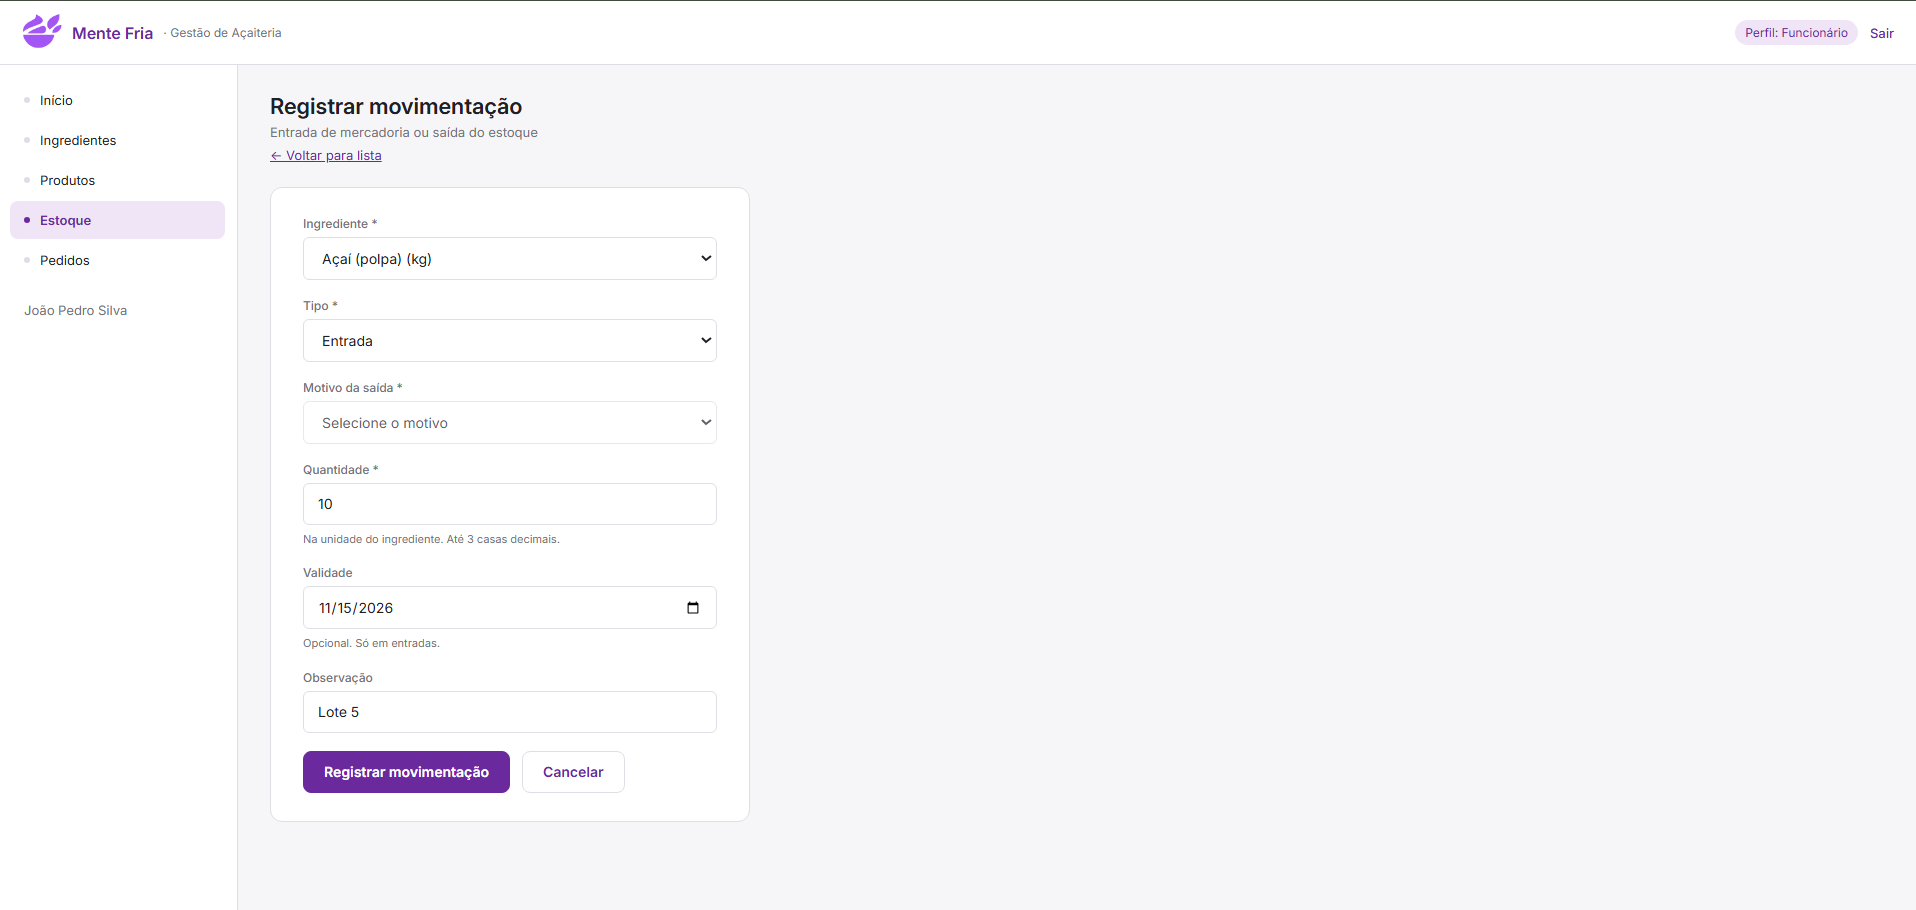 Mente Fria · Gestão de Açaiteria
Perfil: Funcionário Sair
Início
Ingredientes
Produtos
Estoque
Pedidos
João Pedro Silva
Registrar movimentação
Entrada de mercadoria ou saída do estoque
← Voltar para lista
Ingrediente *
Açaí (polpa) (kg)
Tipo *
Entrada
Motivo da saída *
Selecione o motivo
Quantidade *
10
Na unidade do ingrediente. Até 3 casas decimais.
Validade
11/15/2026
Opcional. Só em entradas.
Observação
Lote 5
Registrar movimentação Cancelar